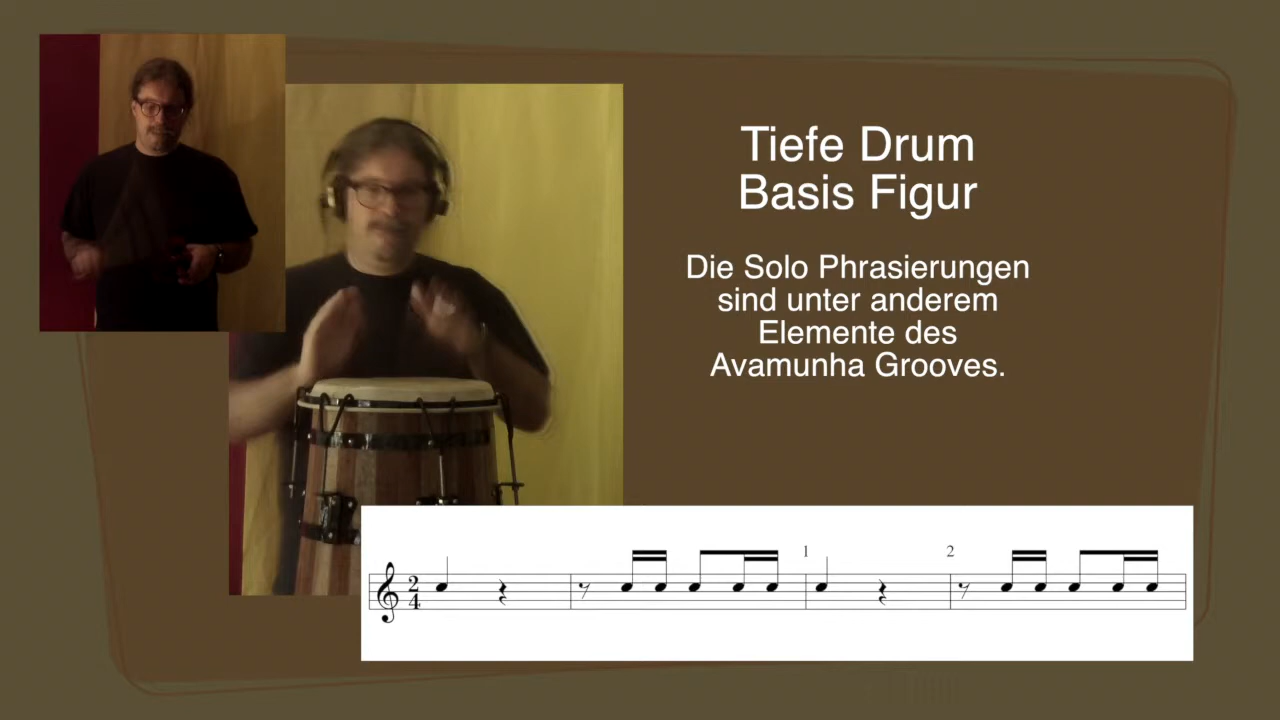 Tiefe Drum
Basis Figur
Die Solo Phrasierungen
sind unter anderem
Elemente des
Avamunha Grooves.
1
2
2
4